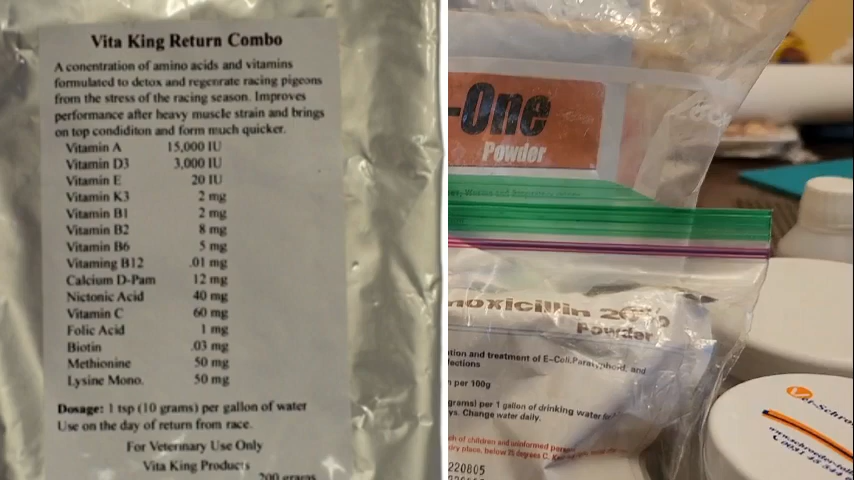 Vita King Return Combo
A conentration of amino acids and vitamins
formulated to detox and regenrate racing pigeons
from the stress of the racing season. Improves
performance after heavy muscle strain and brings
on top condiditon and form much quicker.
Vitamin A 15,000 IU
Vitamin D3 3,000 IU
Vitamin E 20 IU
Vitamin K3 2 mg
Vitamin B1 2 mg
Vitamin B2 8 mg
Vitamin B6 5 mg
Vitaming B12 .01 mg
Calcium D-Pam 12 mg
Nictonic Acid 40 mg
Vitamin C 60 mg
Folic Acid 1 mg
Biotin .03 mg
Methionine 50 mg
Lysine Mono. 50 mg
Dosage: 1 tsp (10 grams) per gallon of water
Use on the day of return from race.
For Veterinary Use Only
Vita King Products
200 grams
-One
Powder
noxicillin 20%
Powder
tion and treatment of E-Coli, Paratyphoid, and
fections
n per 100g
grams) per 1 gallon of drinking water
ys. Change water daily.
ch of children and uninformed
place, below 25 degrees C.
220805
-Schro